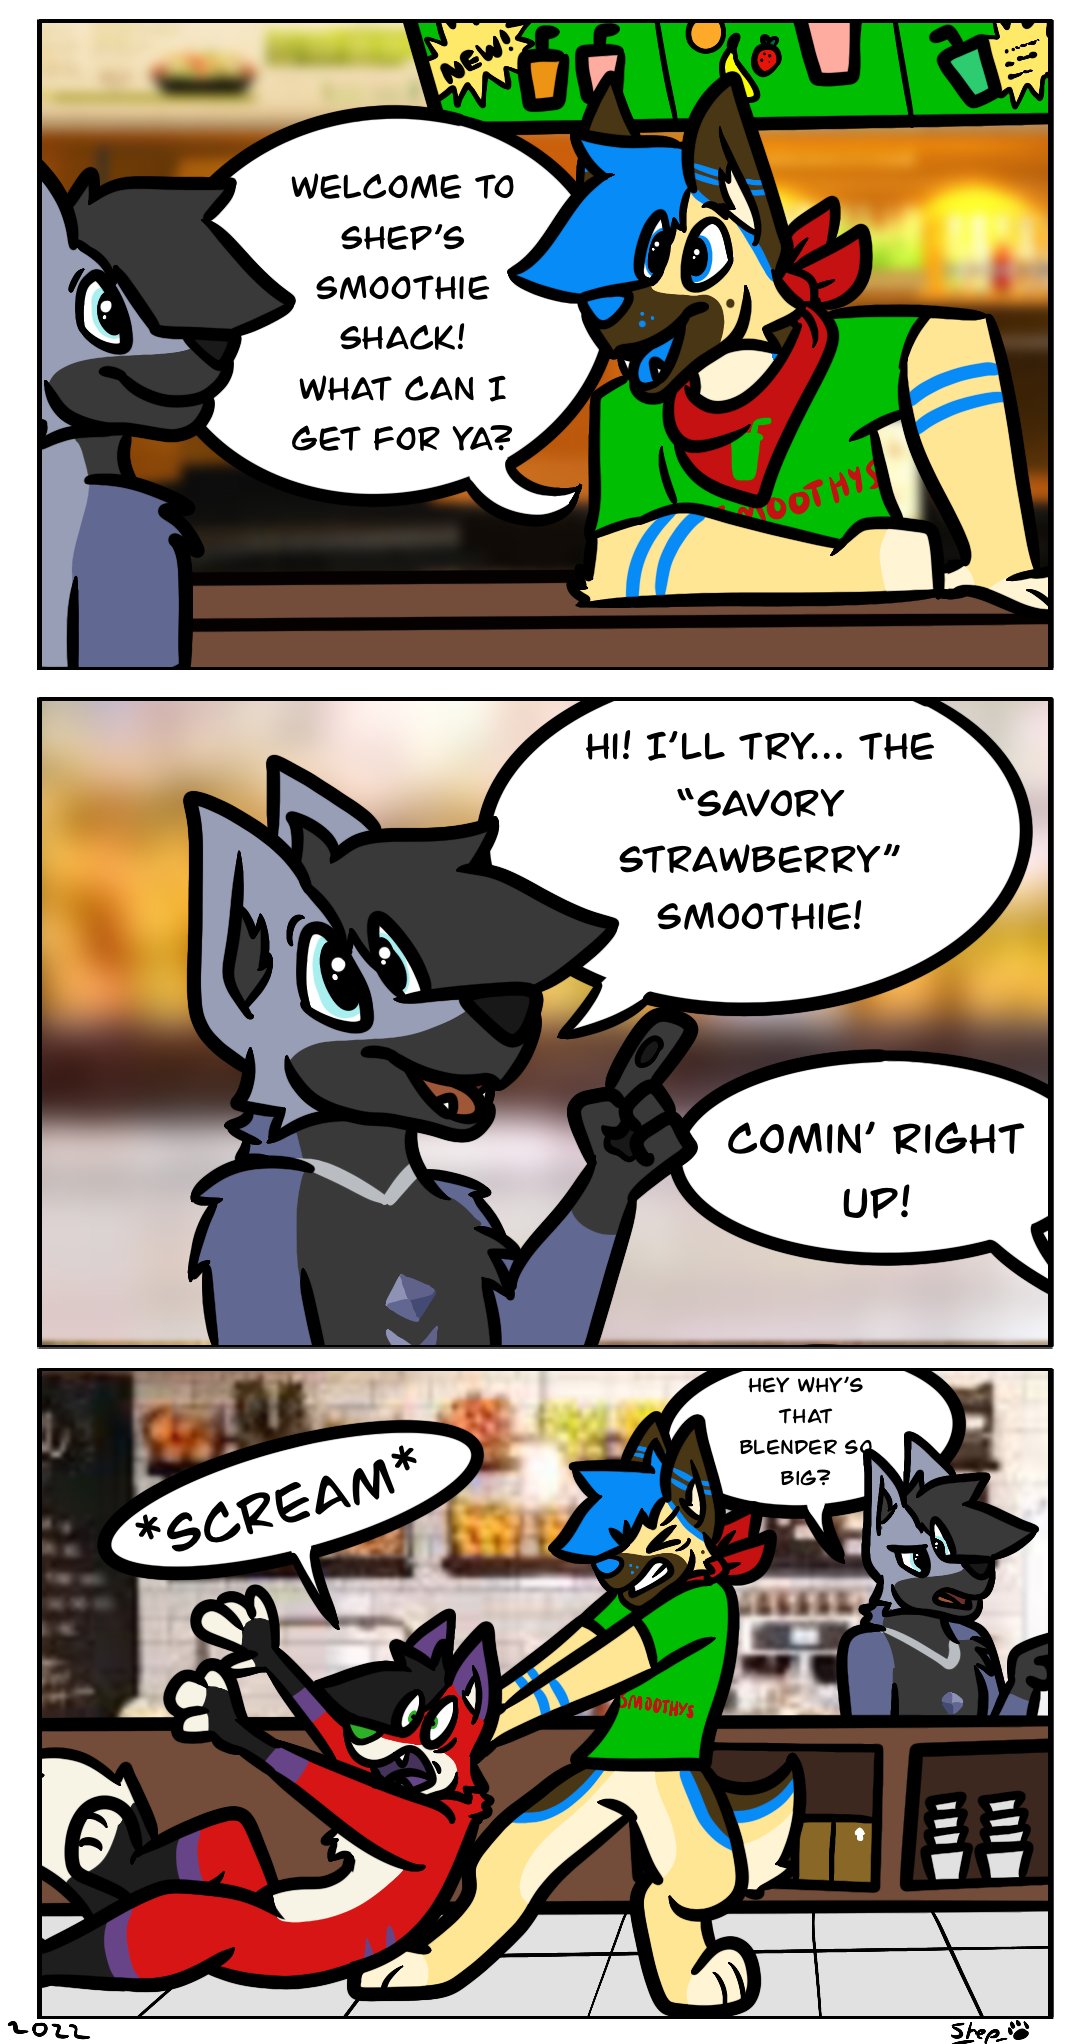 NEW!
WELCOME TO
SHEP'S
SMOOTHIE
SHACK!
WHAT CAN I
GET FOR YA?
SMOOTHYS
HI! I'LL TRY... THE
"SAVORY
STRAWBERRY"
SMOOTHIE!
COMIN' RIGHT
UP!
HEY WHY'S
THAT
BLENDER SO
BIG?
*SCREAM*
SMOOTHYS
2022
Shep_